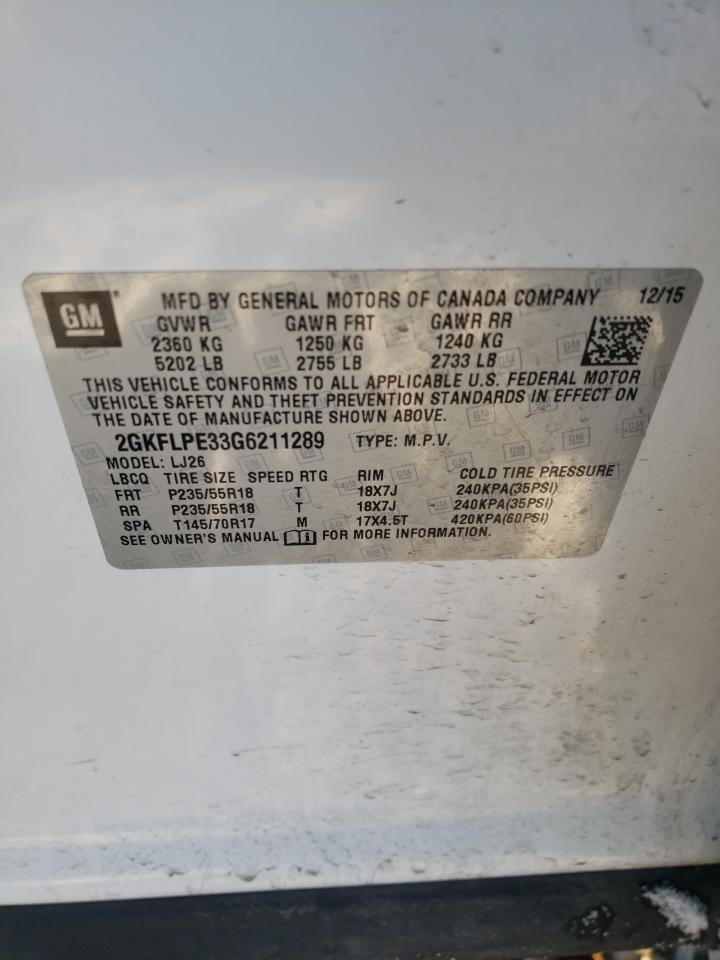 GM MFD BY GENERAL MOTORS OF CANADA COMPANY 12/15
GVWR GAWR FRT GAWR RR
2360 KG 1250 KG 1240 KG
5202 LB 2755 LB 2733 LB
THIS VEHICLE CONFORMS TO ALL APPLICABLE U.S. FEDERAL MOTOR
VEHICLE SAFETY AND THEFT PREVENTION STANDARDS IN EFFECT ON
THE DATE OF MANUFACTURE SHOWN ABOVE.
2GKFLPE33G6211289 TYPE: M.P.V.
MODEL: LJ26
LBCQ TIRE SIZE SPEED RTG RIM COLD TIRE PRESSURE
FRT P235/55R18 T 18X7J 240KPA(35PSI)
RR P235/55R18 T 18X7J 240KPA(35PSI)
SPA T145/70R17 M 17X4.5T 420KPA(60PSI)
SEE OWNER'S MANUAL FOR MORE INFORMATION.